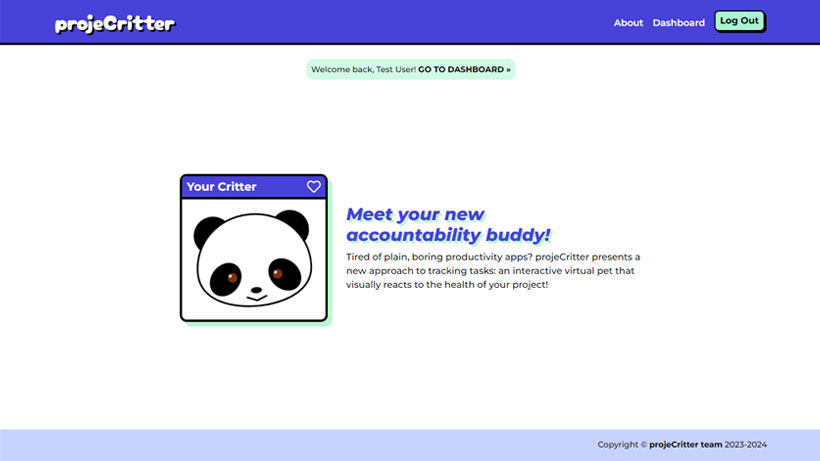 projeCritter
About Dashboard Log Out
Welcome back, Test User! GO TO DASHBOARD »
Your Critter
Meet your new
accountability buddy!
Tired of plain, boring productivity apps? projeCritter presents a
new approach to tracking tasks: an interactive virtual pet that
visually reacts to the health of your project!
Copyright © projeCritter team 2023-2024